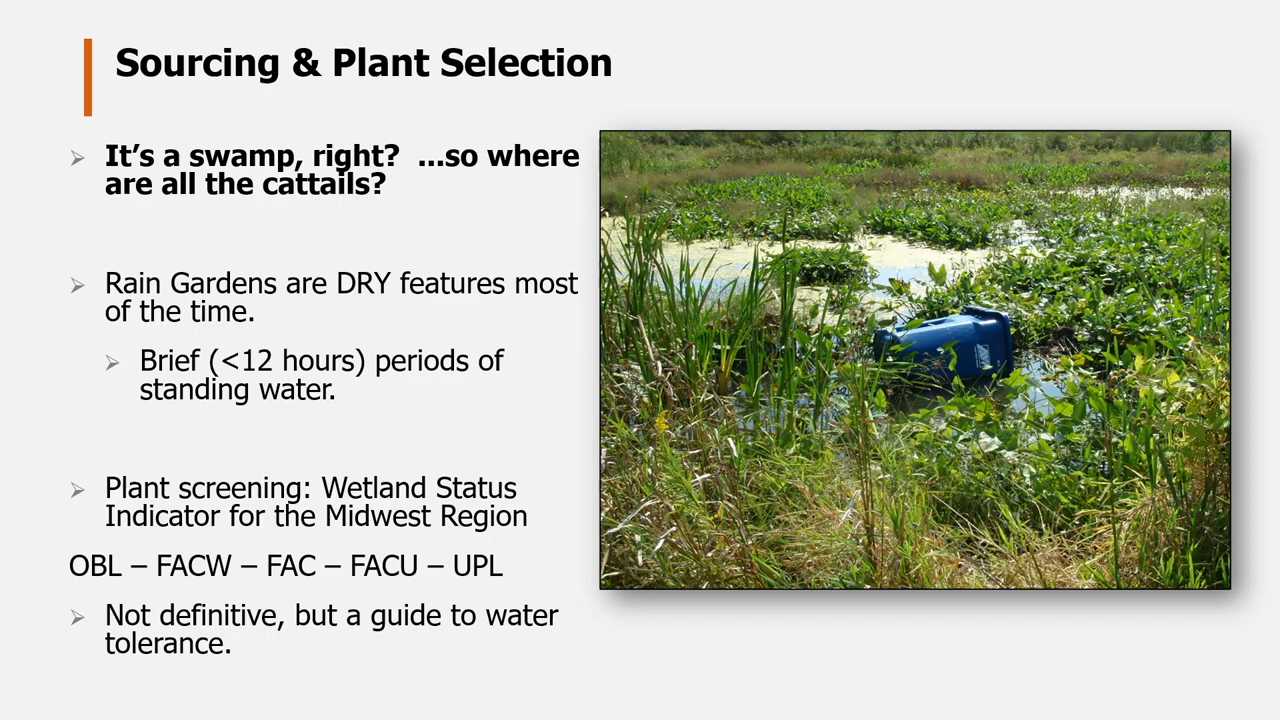 Sourcing & Plant Selection
➢ It’s a swamp, right?  ...so where
are all the cattails?
➢ Rain Gardens are DRY features most
of the time.
➢ Brief (<12 hours) periods of
standing water.
➢ Plant screening: Wetland Status
Indicator for the Midwest Region
OBL – FACW – FAC – FACU – UPL
➢ Not definitive, but a guide to water
tolerance.